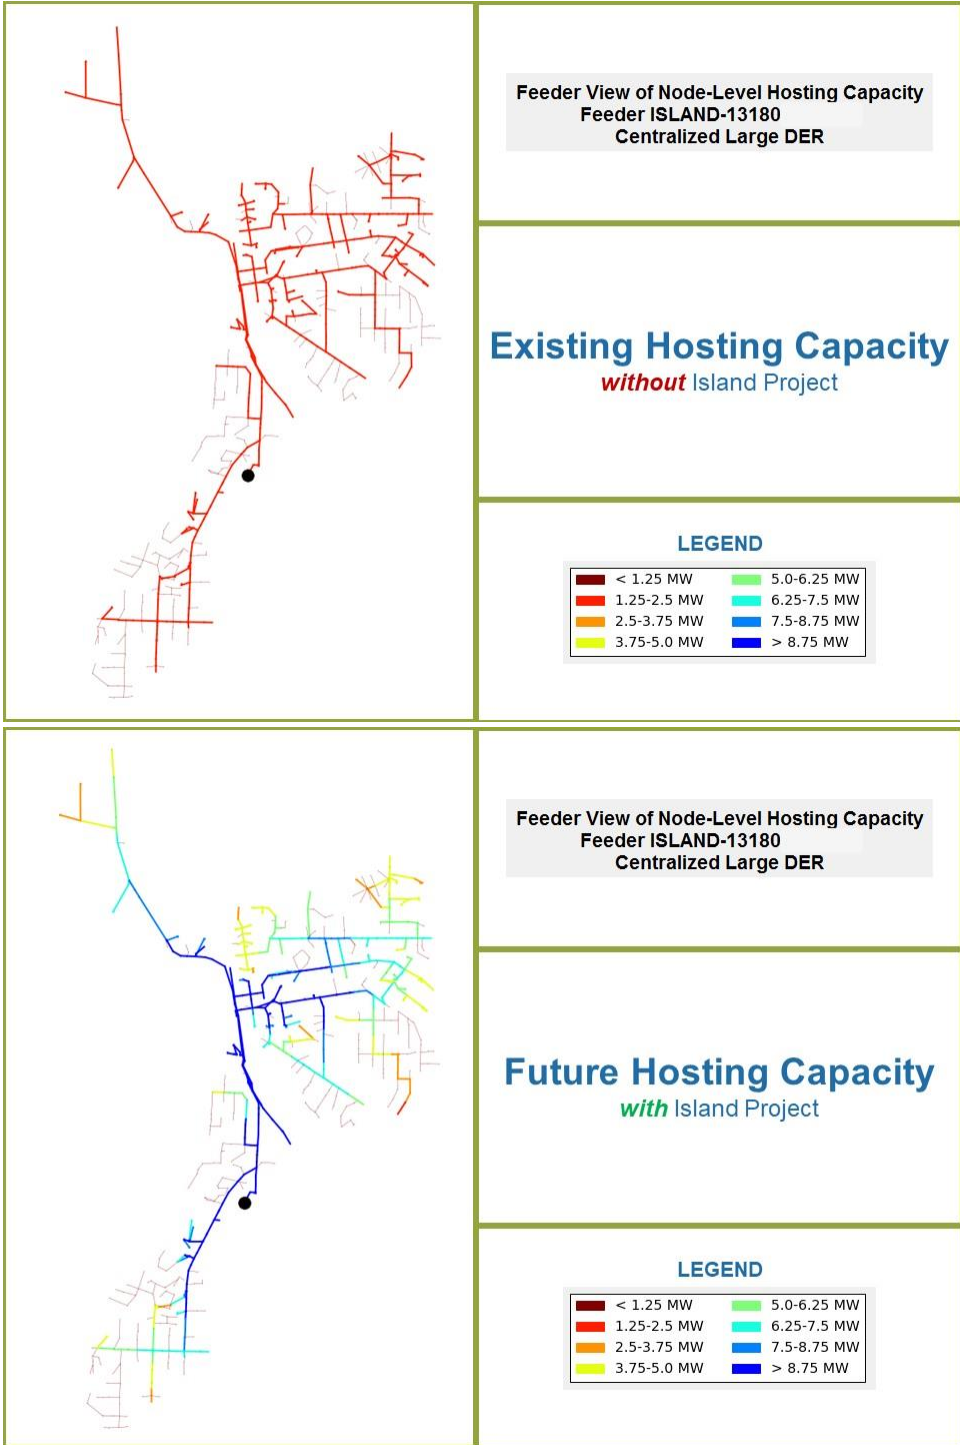 Feeder View of Node-Level Hosting Capacity
Feeder ISLAND-13180
Centralized Large DER
Existing Hosting Capacity
without Island Project
LEGEND
< 1.25 MW
1.25-2.5 MW
2.5-3.75 MW
3.75-5.0 MW
5.0-6.25 MW
6.25-7.5 MW
7.5-8.75 MW
> 8.75 MW
Feeder View of Node-Level Hosting Capacity
Feeder ISLAND-13180
Centralized Large DER
Future Hosting Capacity
with Island Project
LEGEND
< 1.25 MW
1.25-2.5 MW
2.5-3.75 MW
3.75-5.0 MW
5.0-6.25 MW
6.25-7.5 MW
7.5-8.75 MW
> 8.75 MW